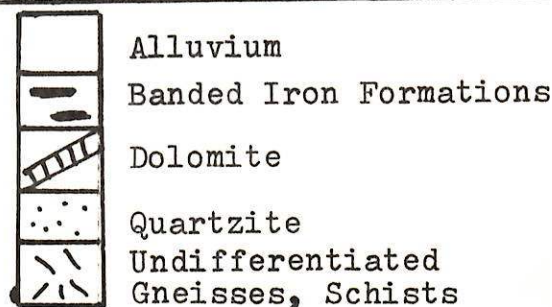 Alluvium
Banded Iron Formations
Dolomite
Quartzite
Undifferentiated
Gneisses, Schists